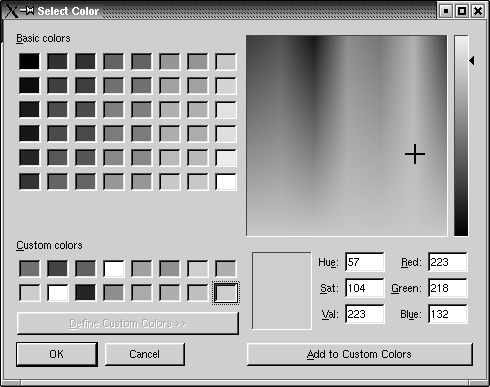 Select Color
Basic colors
Custom colors
Define Custom Colors >>
Hue: 57 Red: 223
Sat: 104 Green: 218
Val: 223 Blue: 132
OK Cancel Add to Custom Colors